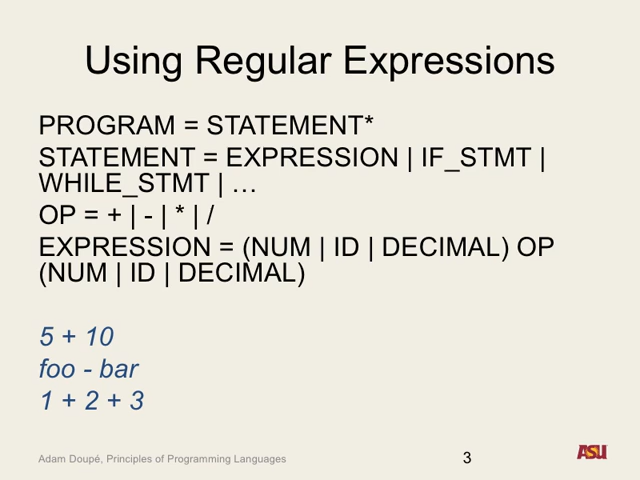 Using Regular Expressions
PROGRAM = STATEMENT*
STATEMENT = EXPRESSION | IF_STMT |
WHILE_STMT | …
OP = + | - | * | /
EXPRESSION = (NUM | ID | DECIMAL) OP
(NUM | ID | DECIMAL)
5 + 10
foo - bar
1 + 2 + 3
Adam Doupé, Principles of Programming Languages
3
ASU